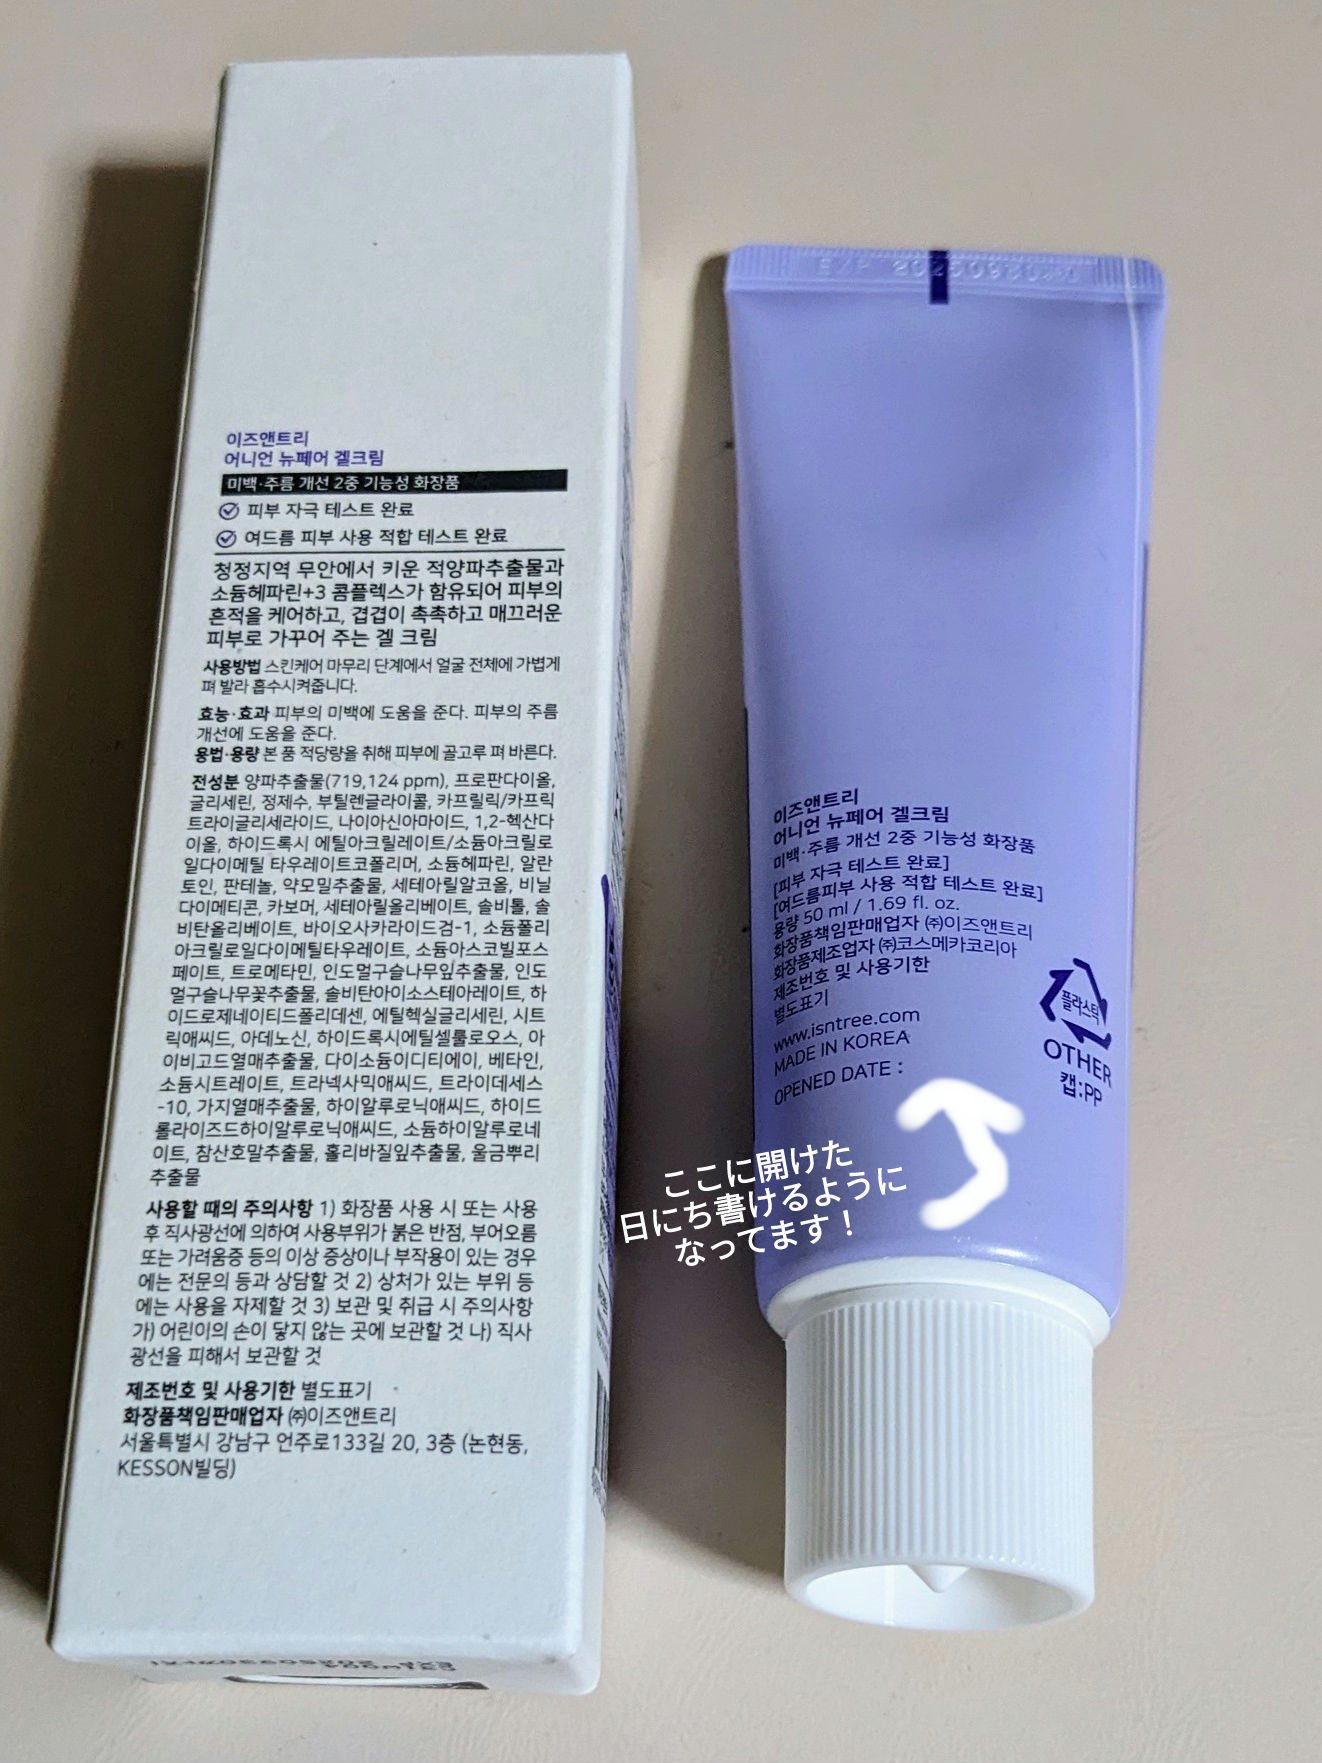 이즈앤트리
어니언 뉴페어 겔크림
미백·주름 개선 2중 기능성 화장품
피부 자극 테스트 완료
여드름 피부 사용 적합 테스트 완료
청정지역 무안에서 키운 적양파추출물과
소듐헤파린+3 콤플렉스가 함유되어 피부의
흔적을 케어하고, 겹겹이 촉촉하고 매끄러운
피부로 가꾸어 주는 겔 크림
사용방법 스킨케어 마무리 단계에서 얼굴 전체에 가볍게
펴 발라 흡수시켜줍니다.
효능·효과 피부의 미백에 도움을 준다. 피부의 주름
개선에 도움을 준다.
용법·용량 본 품 적당량을 취해 피부에 골고루 펴 바른다.
전성분 양파추출물(719,124 ppm), 프로판다이올,
글리세린, 정제수, 부틸렌글라이콜, 카프릴릭/카프릭
트라이글리세라이드, 나이아신아마이드, 1,2-헥산다
이올, 하이드록시 에틸아크릴레이트/소듐아크릴로
일다이메틸 타우레이트코폴리머, 소듐헤파린, 알란
토인, 판테놀, 약모밀추출물, 세테아릴알코올, 비닐
다이메티콘, 카보머, 세테아릴올리베이트, 솔비톨, 솔
비탄올리베이트, 바이오사카라이드검-1, 소듐폴리
아크릴로일다이메틸타우레이트, 소듐아스코빌포스
페이트, 트로메타민, 인도멀구슬나무잎추출물, 인도
멀구슬나무꽃추출물, 솔비탄아이소스테아레이트, 하
이드로제네이티드폴리데센, 에틸헥실글리세린, 시트
릭애씨드, 아데노신, 하이드록시에틸셀룰로오스, 아
이비고드열매추출물, 다이소듐이디티에이, 베타인,
소듐시트레이트, 트라넥사믹애씨드, 트라이데세스
-10, 가지열매추출물, 하이알루로닉애씨드, 하이드
롤라이즈드하이알루로닉애씨드, 소듐하이알루로네
이트, 참산호말추출물, 홀리바질잎추출물, 울금뿌리
추출물
사용할 때의 주의사항 1) 화장품 사용 시 또는 사용
후 직사광선에 의하여 사용부위가 붉은 반점, 부어오름
또는 가려움증 등의 이상 증상이나 부작용이 있는 경우
에는 전문의 등과 상담할 것 2) 상처가 있는 부위 등
에는 사용을 자제할 것 3) 보관 및 취급 시 주의사항
가) 어린이의 손이 닿지 않는 곳에 보관할 것 나) 직사
광선을 피해서 보관할 것
제조번호 및 사용기한 별도표기
화장품책임판매업자 ㈜이즈앤트리
서울특별시 강남구 언주로133길 20, 3층 (논현동,
KESSON빌딩)
이즈앤트리
어니언 뉴페어 겔크림
미백·주름 개선 2중 기능성 화장품
[피부 자극 테스트 완료]
[여드름피부 사용 적합 테스트 완료]
용량 50 ml / 1.69 fl. oz.
화장품책임판매업자 ㈜이즈앤트리
화장품제조업자 ㈜코스메카코리아
제조번호 및 사용기한
별도표기
www.isntree.com
MADE IN KOREA
OPENED DATE :
플라스틱
OTHER
캡:PP
ここに開けた
日にち書けるように
なってます！